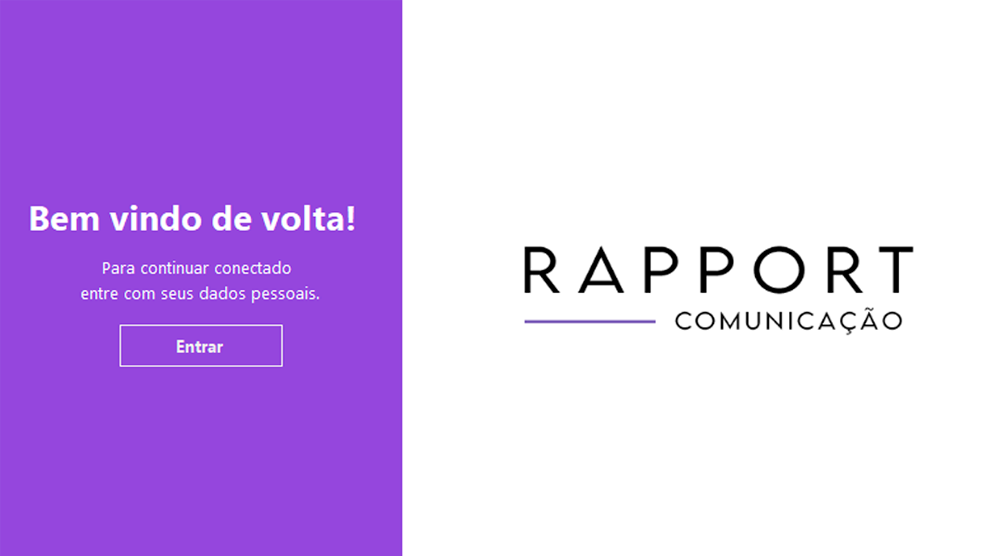 Bem vindo de volta!
Para continuar conectado
entre com seus dados pessoais.
Entrar
RAPPORT
COMUNICAÇÃO